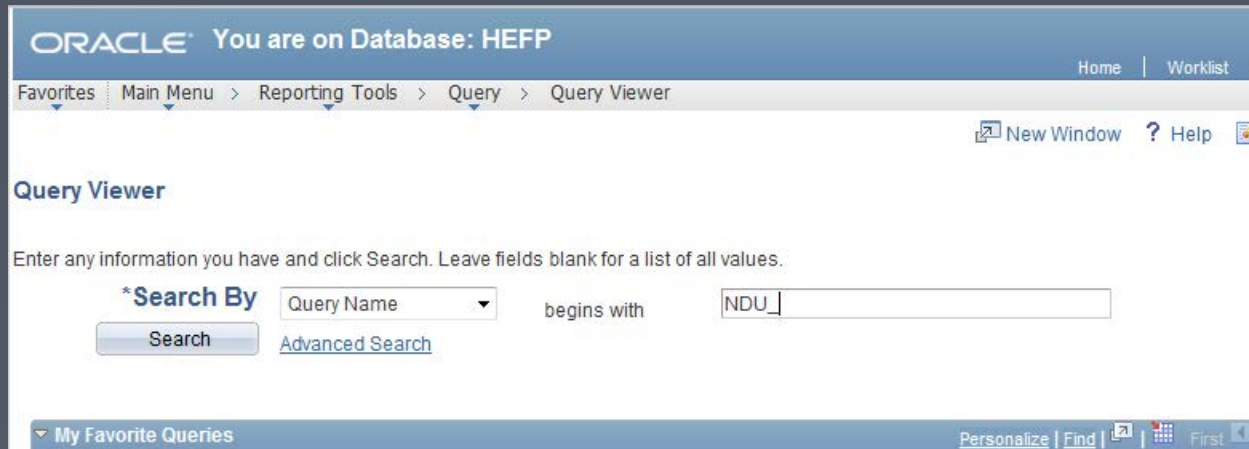 ORACLE You are on Database: HEFP
Home | Worklist
Favorites Main Menu > Reporting Tools > Query > Query Viewer
New Window ? Help
Query Viewer
Enter any information you have and click Search. Leave fields blank for a list of all values.
*Search By Query Name begins with NDU_
Search Advanced Search
My Favorite Queries Personalize | Find | | First